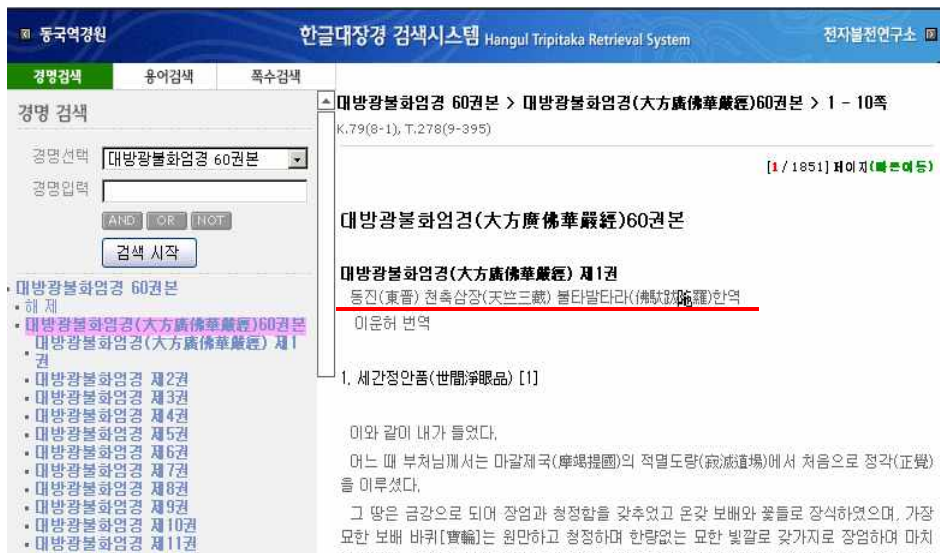 동국역경원
한글대장경 검색시스템 Hangul Tripitaka Retrieval System
전자불전연구소
경명검색 용어검색 폭수검색
경명 검색
경명선택 대방광불화엄경 60권본
경명입력
AND OR NOT
검색 시작
대방광불화엄경 60권본
해 제
대방광불화엄경(大方廣佛華嚴經)60권본
대방광불화엄경(大方廣佛華嚴經) 제1
권
대방광불화엄경 제2권
대방광불화엄경 제3권
대방광불화엄경 제4권
대방광불화엄경 제5권
대방광불화엄경 제6권
대방광불화엄경 제7권
대방광불화엄경 제8권
대방광불화엄경 제9권
대방광불화엄경 제10권
대방광불화엄경 제11권
대방광불화엄경 60권본 > 대방광불화엄경(大方廣佛華嚴經)60권본 > 1 - 10쪽
K.79(8-1), T.278(9-395)
[1 / 1851] 페이지(빠른이동)
대방광불화엄경(大方廣佛華嚴經)60권본
대방광불화엄경(大方廣佛華嚴經) 제1권
동진(東晋) 천축삼장(天竺三藏) 불타발타라((佛馱跋陀羅)한역
이운허 번역
1. 세간정안품(世間淨眼品) [1]
이와 같이 내가 들었다.
어느 때 부처님께서는 마갈제국(摩竭提國)의 적멸도량(寂滅道場)에서 처음으로 정각(正覺)
을 이루셨다.
그 땅은 금강으로 되어 장엄과 청정함을 갖추었고 온갖 보배와 꽃들로 장식하였으며, 가장
묘한 보배 바퀴[寶輪]는 원만하고 청정하며 한량없는 묘한 빛깔로 갖가지로 장엄하며 마치